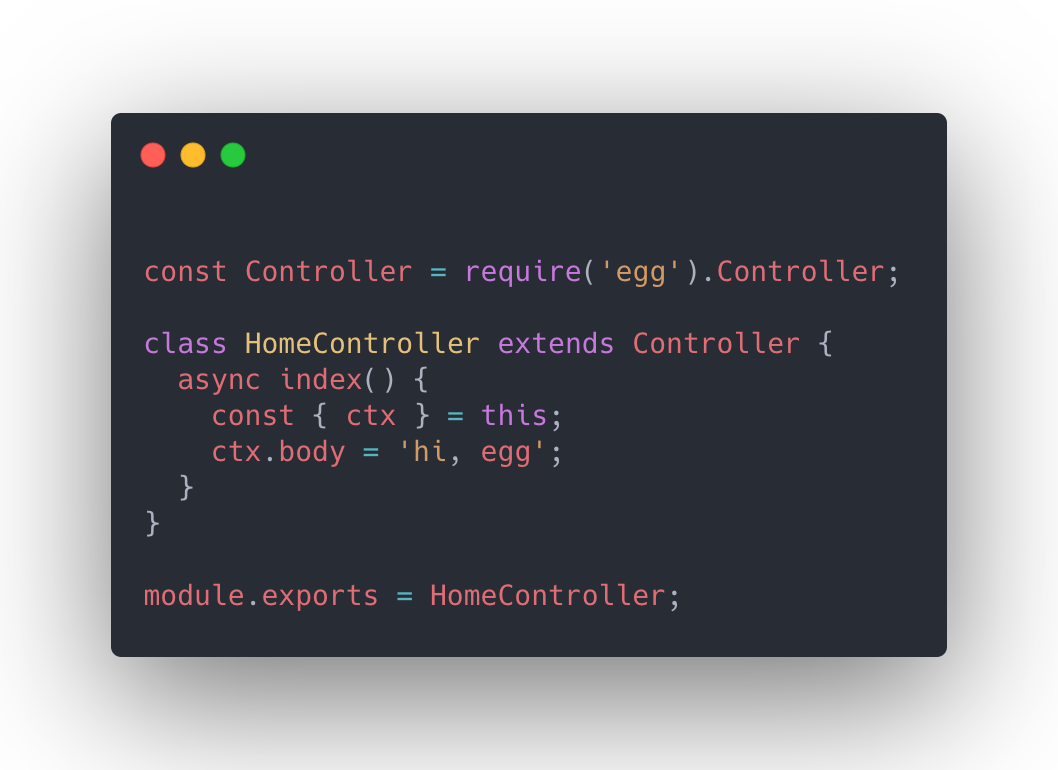 const Controller = require('egg').Controller;

class HomeController extends Controller {
  async index() {
    const { ctx } = this;
    ctx.body = 'hi, egg';
  }
}

module.exports = HomeController;